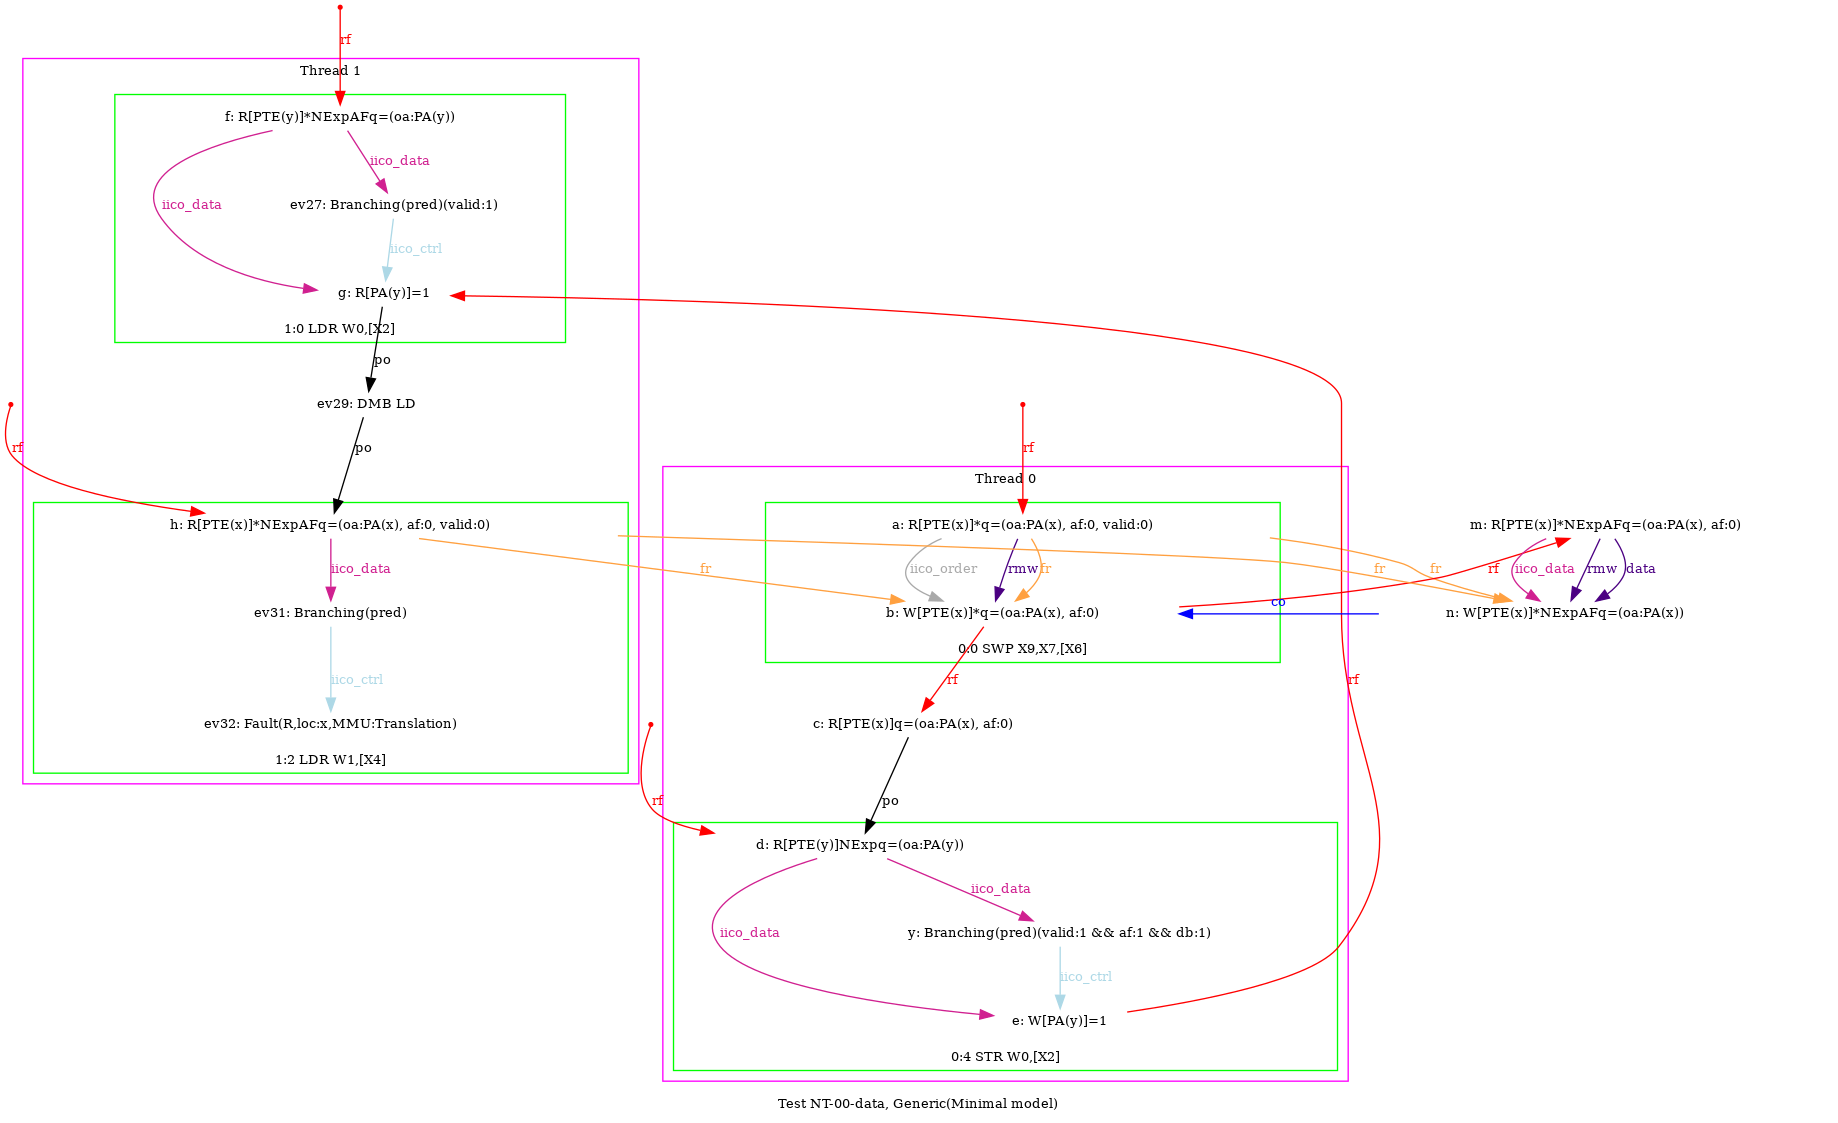 rf
Thread 1
f: R[PTE(y)]*NExpAFq=(oa:PA(y))
iico_data
iico_data
ev27: Branching(pred)(valid:1)
iico_ctrl
g: R[PA(y)]=1
1:0 LDR W0,[X2]
po
ev29: DMB LD
rf
po
h: R[PTE(x)]*NExpAFq=(oa:PA(x), af:0, valid:0)
iico_data
fr
ev31: Branching(pred)
iico_ctrl
ev32: Fault(R,loc:x,MMU:Translation)
1:2 LDR W1,[X4]
rf
Thread 0
a: R[PTE(x)]*q=(oa:PA(x), af:0, valid:0)
iico_order
rmw
fr
b: W[PTE(x)]*q=(oa:PA(x), af:0)
0:0 SWP X9,X7,[X6]
rf
c: R[PTE(x)]q=(oa:PA(x), af:0)
rf
po
d: R[PTE(y)]NExpq=(oa:PA(y))
iico_data
iico_data
y: Branching(pred)(valid:1 && af:1 && db:1)
iico_ctrl
e: W[PA(y)]=1
0:4 STR W0,[X2]
rf
m: R[PTE(x)]*NExpAFq=(oa:PA(x), af:0)
fr
fr
rf
iico_data
rmw
data
co
n: W[PTE(x)]*NExpAFq=(oa:PA(x))
Test NT-00-data, Generic(Minimal model)